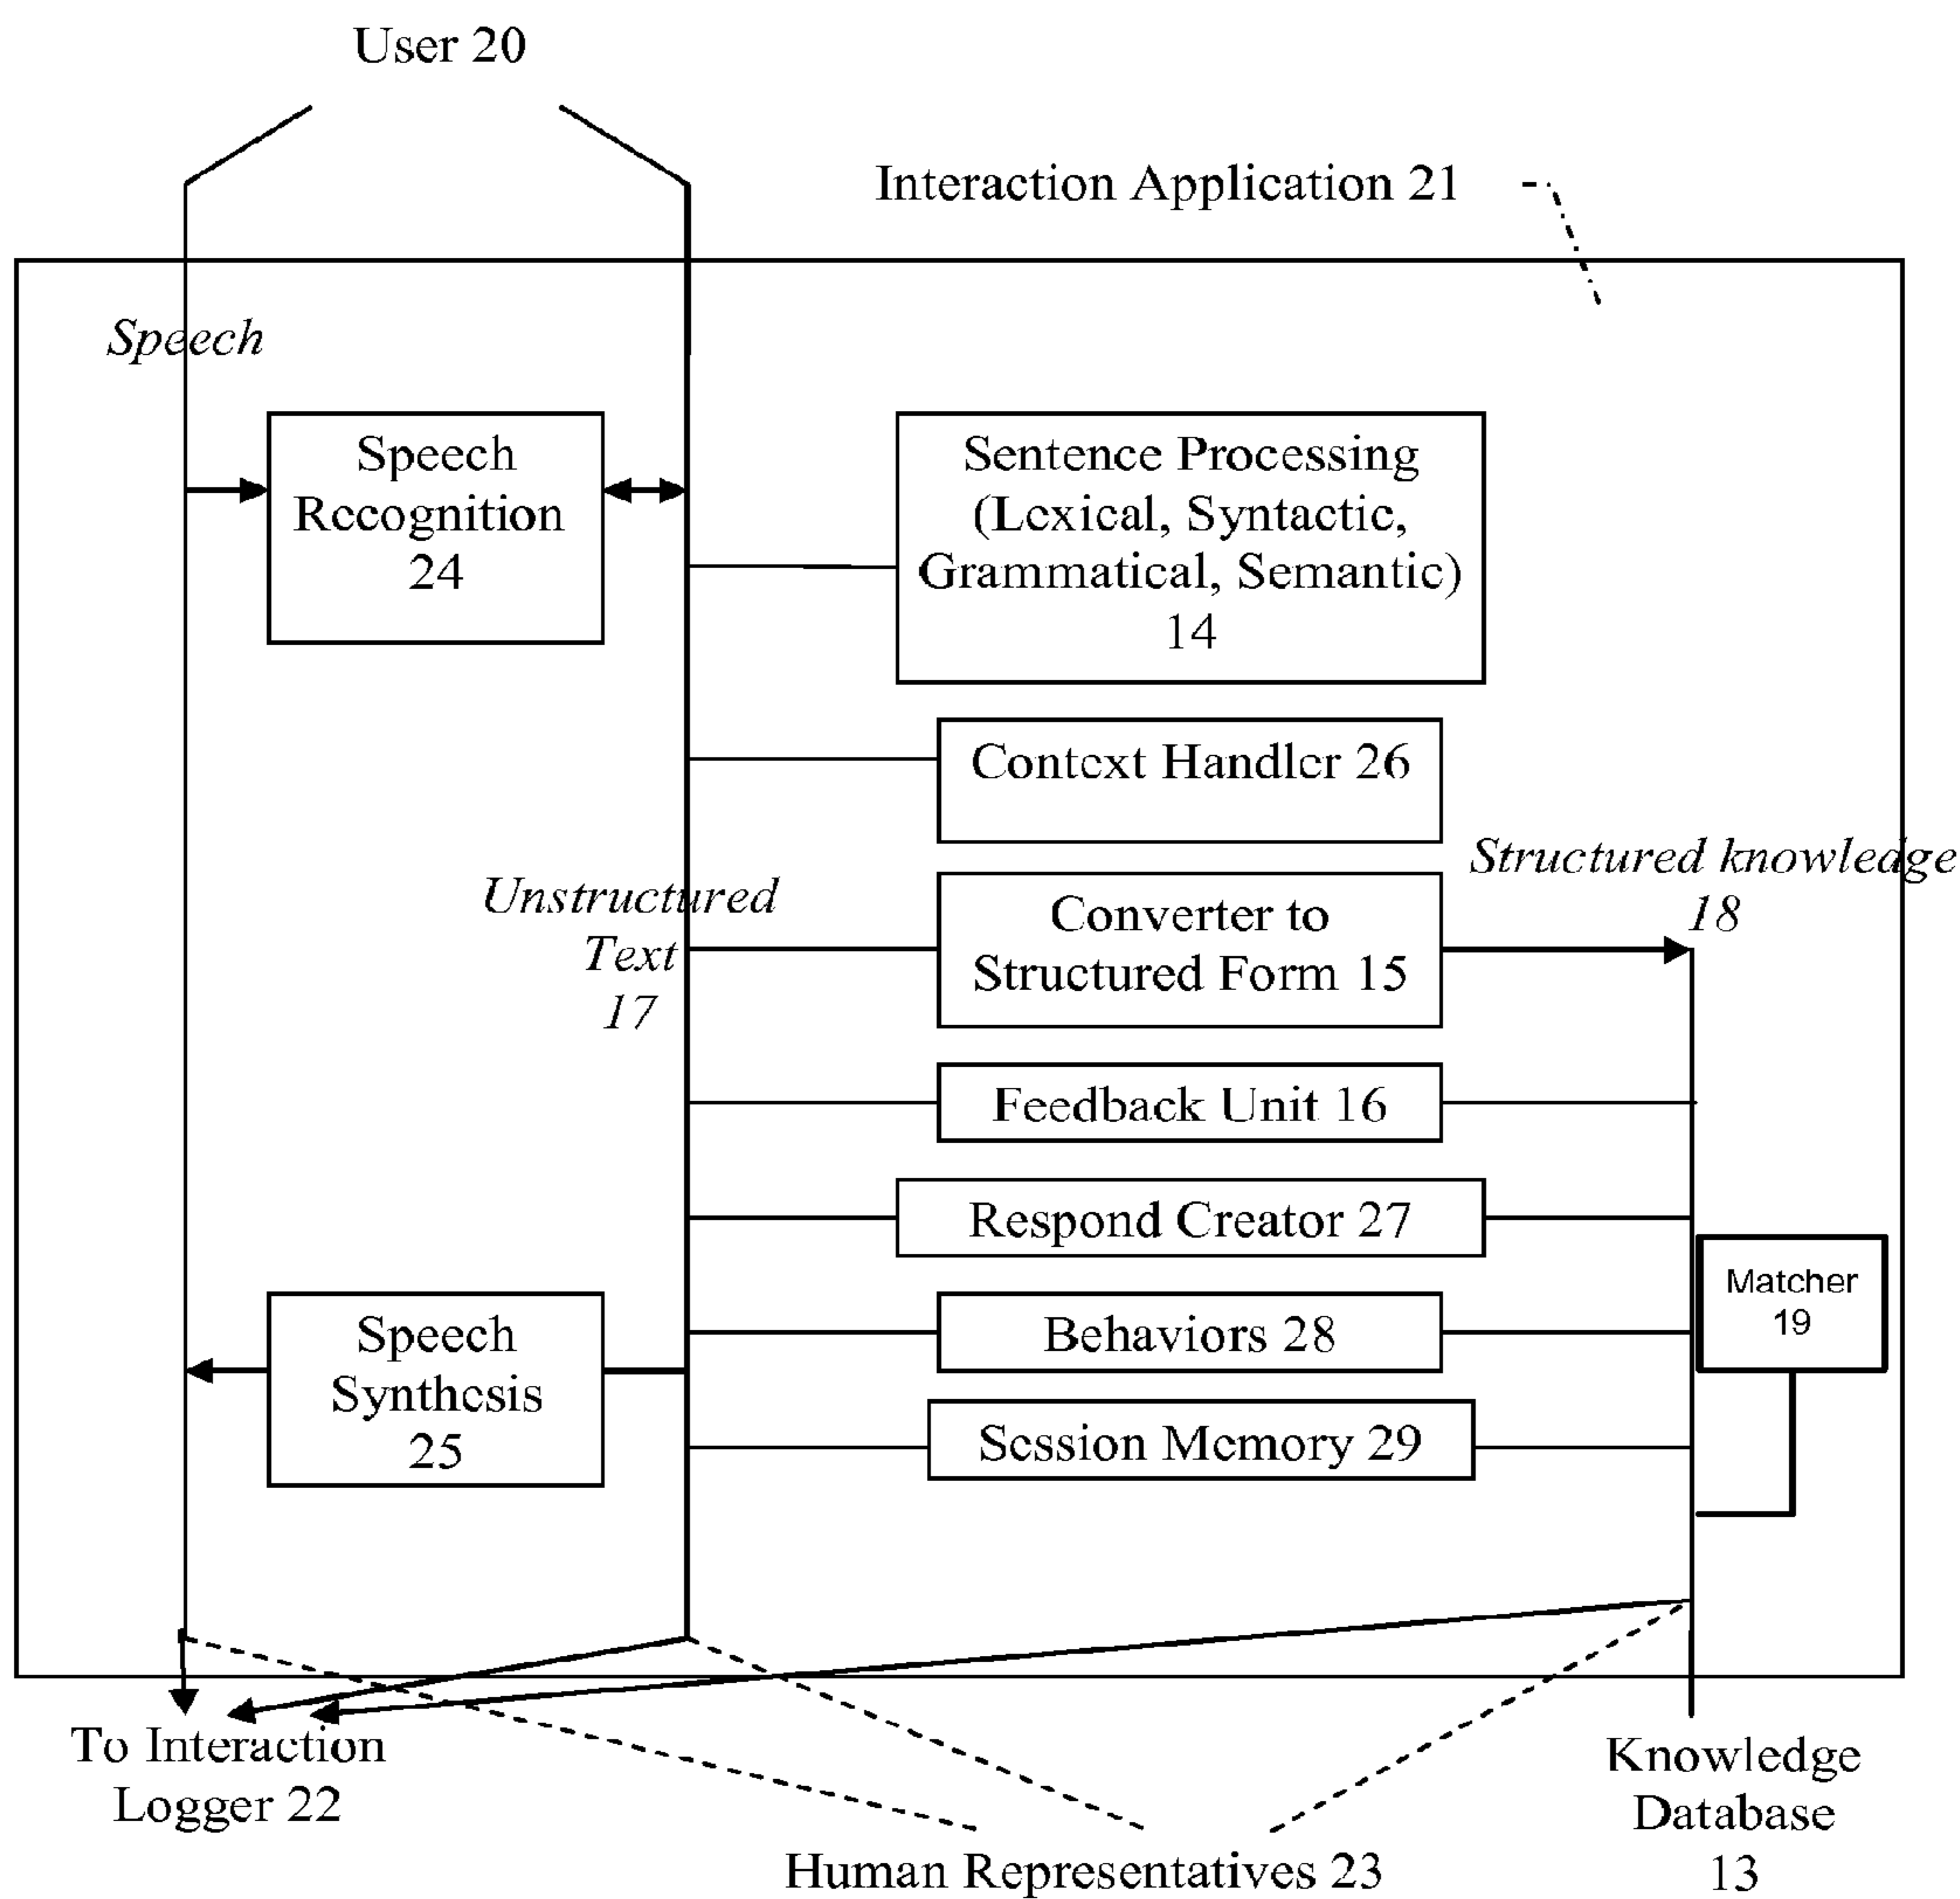 User 20
Interaction Application 21
Speech
Speech
Recognition
24
Sentence Processing
(Lexical, Syntactic,
Grammatical, Semantic)
14
Context Handler 26
Structured knowledge
18
Unstructured
Text
17
Converter to
Structured Form 15
Feedback Unit 16
Respond Creator 27
Matcher
19
Speech
Synthesis
25
Behaviors 28
Session Memory 29
To Interaction
Logger 22
Human Representatives 23
Knowledge
Database
13